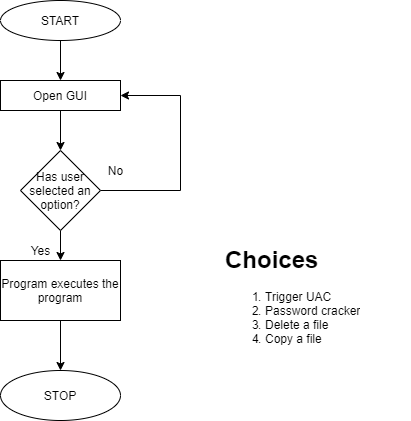 START
Open GUI
Has user
selected an
option?
No
Yes
Program executes the
program
STOP
Choices
1. Trigger UAC
2. Password cracker
3. Delete a file
4. Copy a file